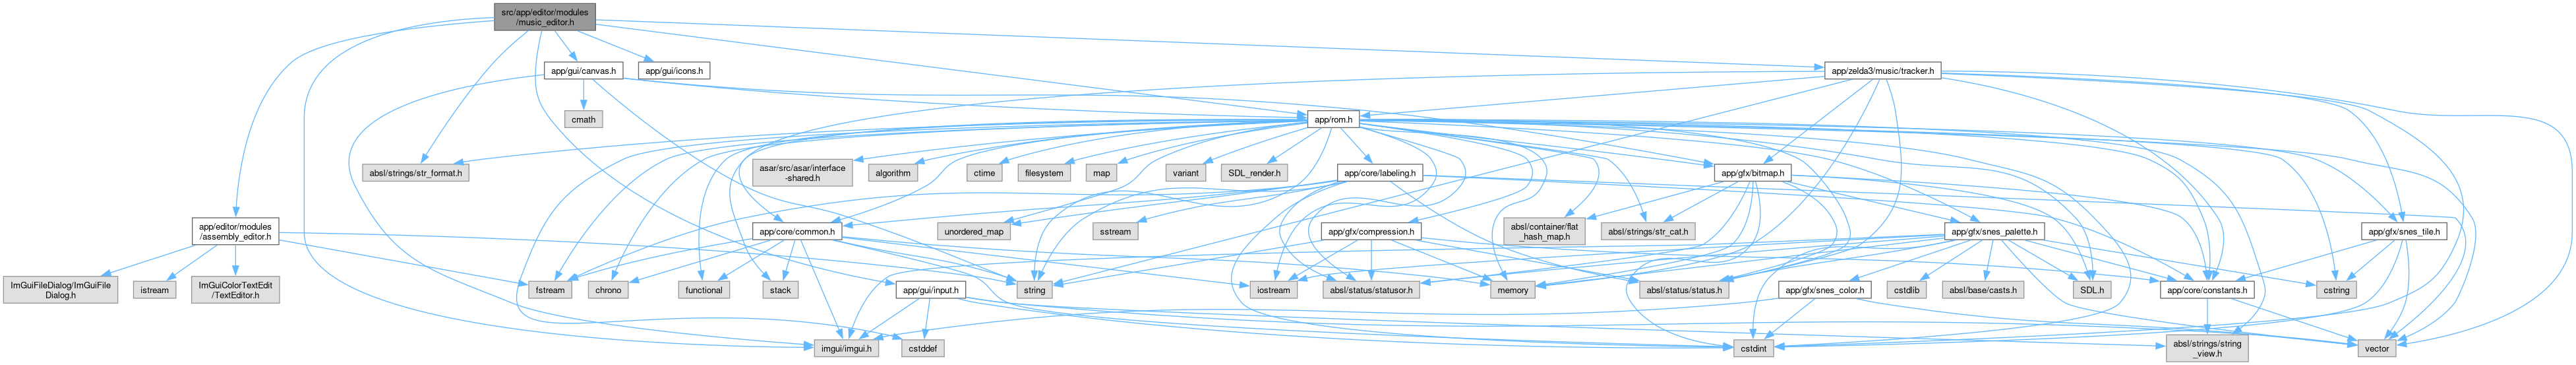 src/app/editor/modules
/music_editor.h
app/gui/canvas.h
app/gui/icons.h
app/zelda3/music/tracker.h
cmath
app/rom.h
absl/strings/str_format.h
asar/src/asar/interface
-shared.h
algorithm
ctime
filesystem
map
variant
SDL_render.h
app/core/labeling.h
app/gfx/bitmap.h
app/editor/modules
/assembly_editor.h
app/core/common.h
unordered_map
sstream
app/gfx/compression.h
absl/container/flat
_hash_map.h
absl/strings/str_cat.h
app/gfx/snes_palette.h
app/gfx/snes_tile.h
ImGuiFileDialog/ImGuiFile
Dialog.h
istream
ImGuiColorTextEdit
/TextEditor.h
fstream
chrono
functional
stack
app/gui/input.h
string
iostream
absl/status/statusor.h
memory
absl/status/status.h
app/gfx/snes_color.h
cstdlib
absl/base/casts.h
SDL.h
app/core/constants.h
cstring
imgui/imgui.h
cstddef
cstdint
absl/strings/string
_view.h
vector